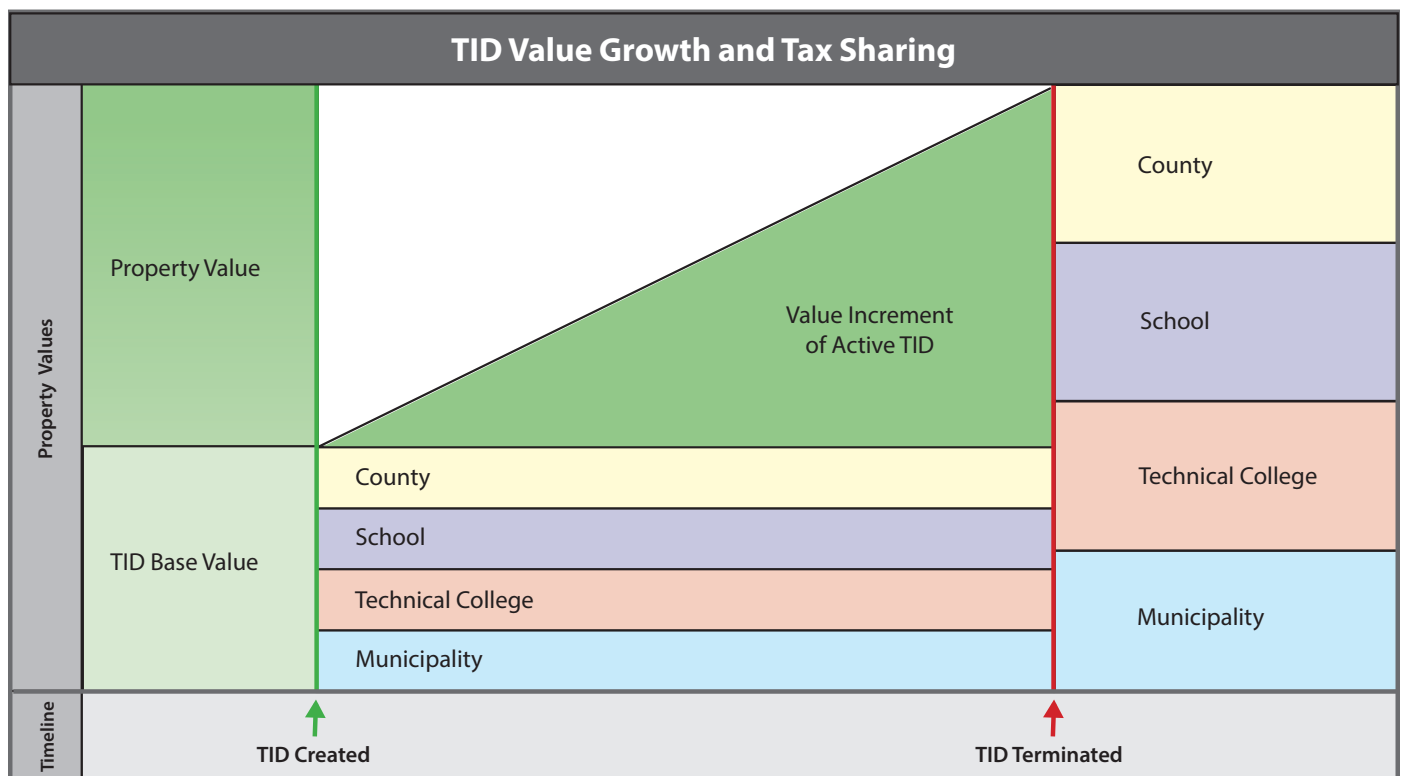 TID Value Growth and Tax Sharing
Property Values
Property Value
TID Base Value
Value Increment
of Active TID
County
School
Technical College
Municipality
County
School
Technical College
Municipality
Timeline
TID Created
TID Terminated